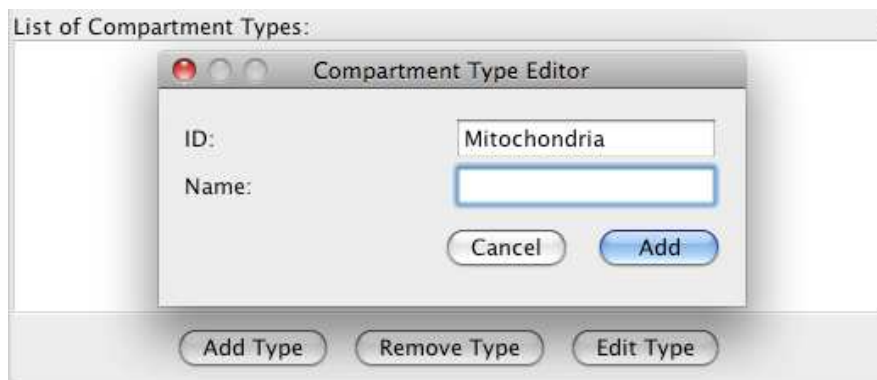 List of Compartment Types:
Compartment Type Editor
ID: Mitochondria
Name:
Cancel Add
Add Type Remove Type Edit Type